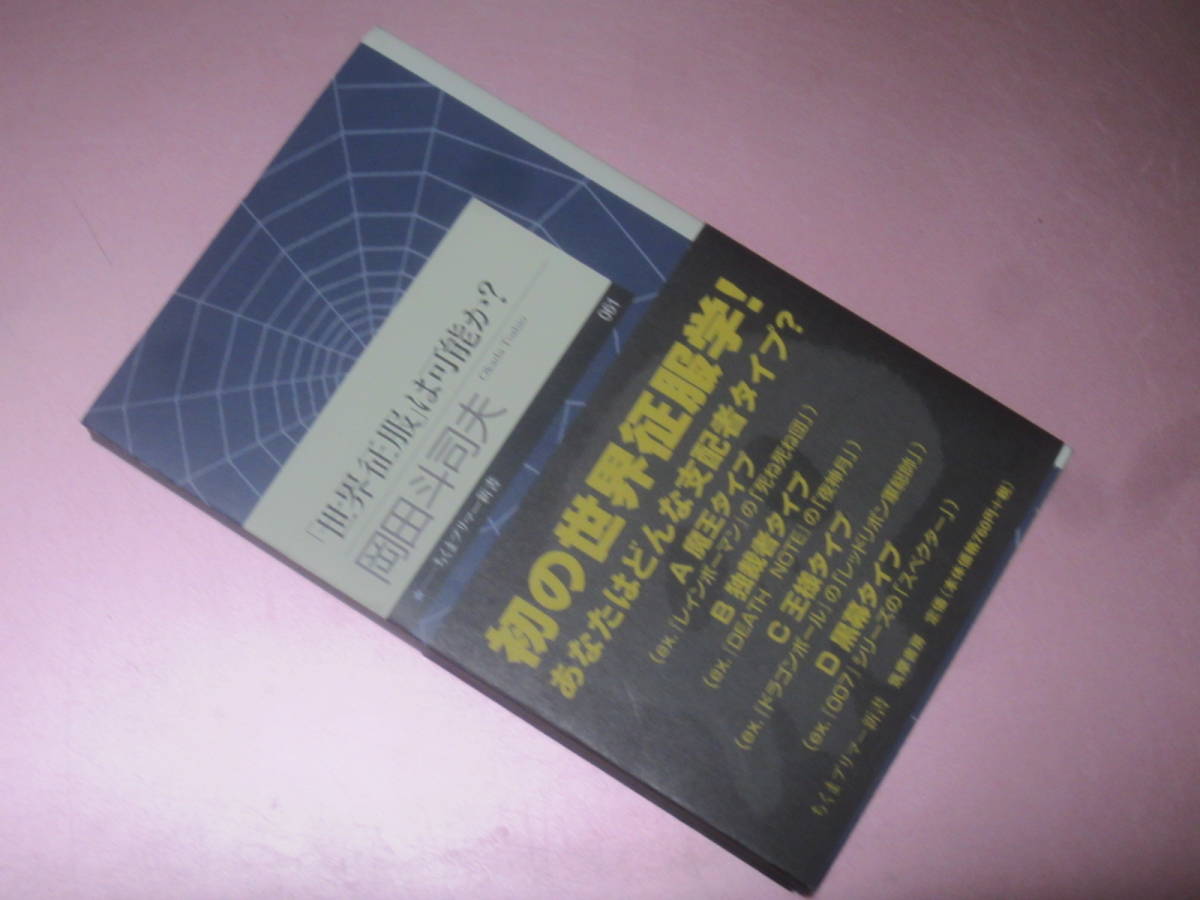 「世界征服」は可能か?
Okada Toshio
岡田斗司夫
★――ちくまプリマー新書
061
初の世界征服学!
あなたはどんな支配者タイプ?
A 魔王タイプ
(ex.「レインボーマン」の「死ね死ね団」)
B 独裁者タイプ
(ex.「DEATH NOTE」の「夜神月」)
C 王様タイプ
(ex.「ドラゴンボール」の「レッドリボン軍総帥」)
D 黒幕タイプ
(ex.「007」シリーズの「スペクター」)
ちくまプリマー新書 筑摩書房 定価(本体価格760円+税)